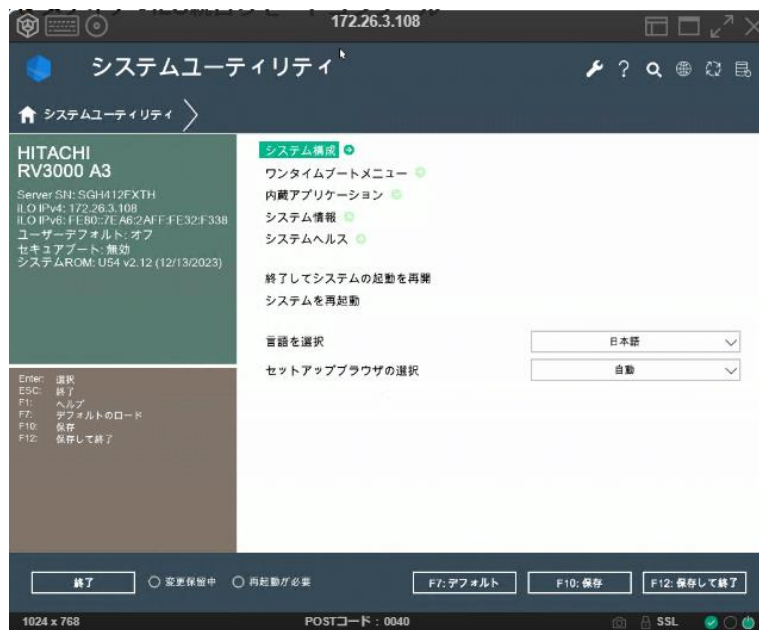 172.26.3.108
システムユーティリティ
システムユーティリティ
HITACHI
RV3000 A3
Server SN: SGH412FXTH
iLO IPv4: 172.26.3.108
iLO IPv6: FE80::7EA6:2AFF:FE32:F338
ユーザーデフォルト: オフ
セキュアブート: 無効
システムROM: U54 v2.12 (12/13/2023)
システム構成
ワンタイムブートメニュー
内蔵アプリケーション
システム情報
システムヘルス
終了してシステムの起動を再開
システムを再起動
言語を選択 日本語
セットアップブラウザの選択 自動
Enter: 選択
ESC: 終了
F1: ヘルプ
F7: デフォルトのロード
F10: 保存
F12: 保存して終了
終了 変更保留中 再起動が必要 F7: デフォルト F10: 保存 F12: 保存して終了
1024 x 768 POSTコード : 0040 SSL